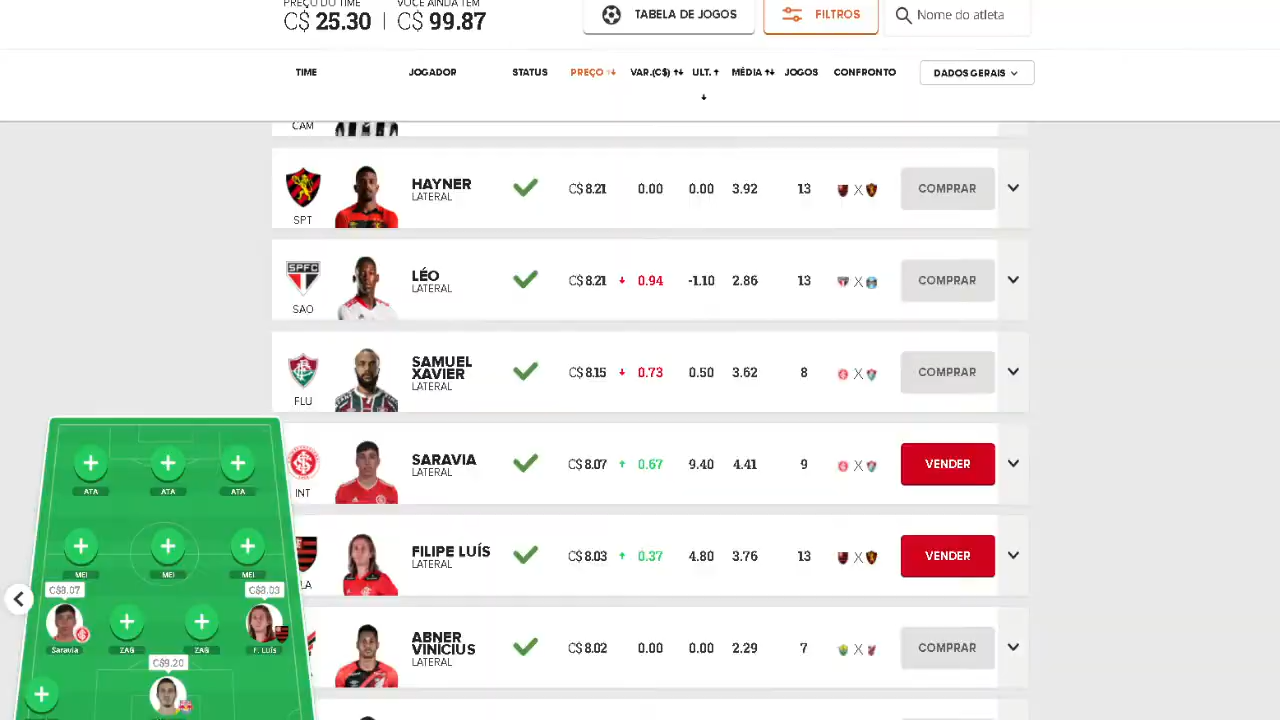 PREÇO DO TIME
VOCÊ AINDA TEM
C$ 25.30
C$ 99.87
TABELA DE JOGOS
FILTROS
Nome do atleta
TIME JOGADOR STATUS PREÇO VAR.(C$) ULT. MÉDIA JOGOS CONFRONTO DADOS GERAIS
CAM
HAYNER
LATERAL
C$ 8.21 0.00 0.00 3.92 13 X COMPRAR
SPT
SPFC
LÉO
LATERAL
C$ 8.21 0.94 -1.10 2.86 13 X COMPRAR
SAO
SAMUEL
XAVIER
LATERAL
C$ 8.15 0.73 0.50 3.62 8 X COMPRAR
FLU
SARAVIA
LATERAL
C$ 8.07 0.67 9.40 4.41 9 X VENDER
INT
FILIPE LUÍS
LATERAL
C$ 8.03 0.37 4.80 3.76 13 X VENDER
LA
ABNER
VINICIUS
LATERAL
C$ 8.02 0.00 0.00 2.29 7 X COMPRAR
ATA ATA ATA
MEI MEI MEI
C$8.07 C$8.03
Saravia ZAG ZAG F. Luís
C$9.20